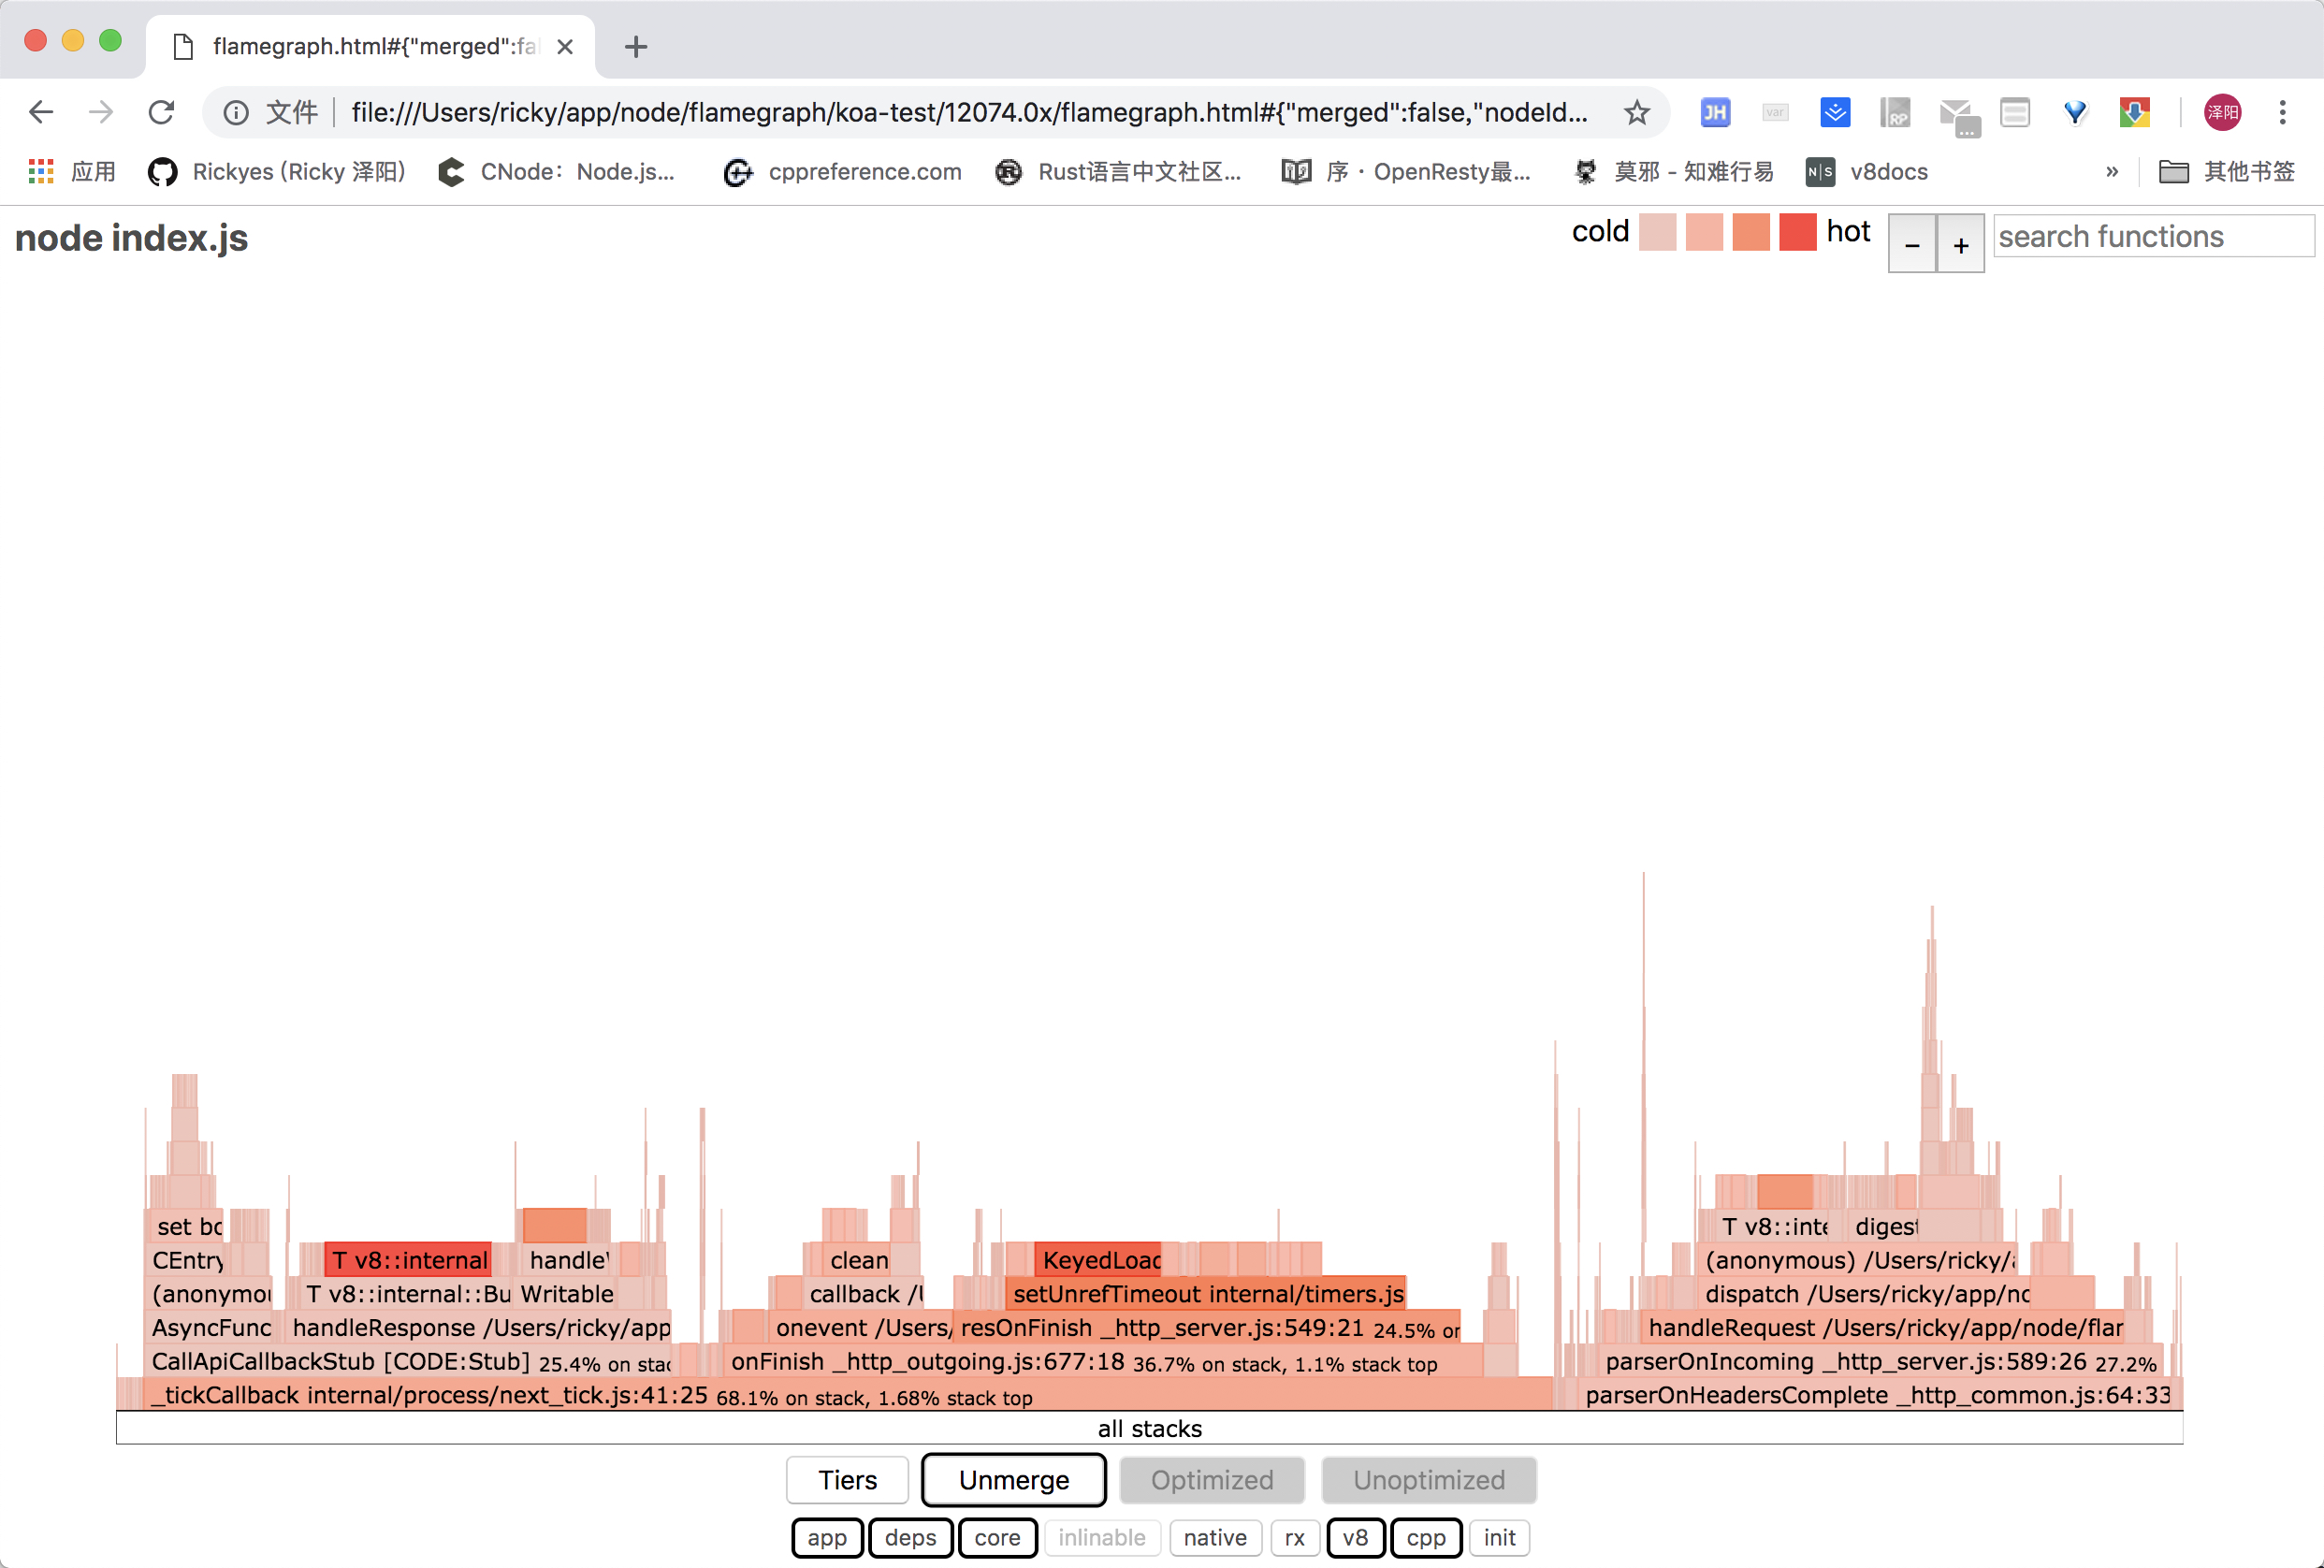 flamegraph.html#{"merged":fal
文件 file:///Users/ricky/app/node/flamegraph/koa-test/12074.0x/flamegraph.html#{"merged":false,"nodeId...
JH var RP 泽阳
应用 Rickyes (Ricky 泽阳) CNode：Node.js... cppreference.com Rust语言中文社区... 序 · OpenResty最... 莫邪 - 知难行易 N|S v8docs » 其他书签
node index.js cold hot - + search functions
set bo T v8::inte digest
CEntry T v8::internal handle clean KeyedLoad (anonymous) /Users/ricky/a
(anonymou T v8::internal::Bu Writable callback /U setUnrefTimeout internal/timers.js dispatch /Users/ricky/app/no
AsyncFunc handleResponse /Users/ricky/app onevent /Users/ resOnFinish _http_server.js:549:21 24.5% on handleRequest /Users/ricky/app/node/flar
CallApiCallbackStub [CODE:Stub] 25.4% on stac onFinish _http_outgoing.js:677:18 36.7% on stack, 1.1% stack top parserOnIncoming _http_server.js:589:26 27.2%
_tickCallback internal/process/next_tick.js:41:25 68.1% on stack, 1.68% stack top parserOnHeadersComplete _http_common.js:64:33
all stacks
Tiers Unmerge Optimized Unoptimized
app deps core inlinable native rx v8 cpp init